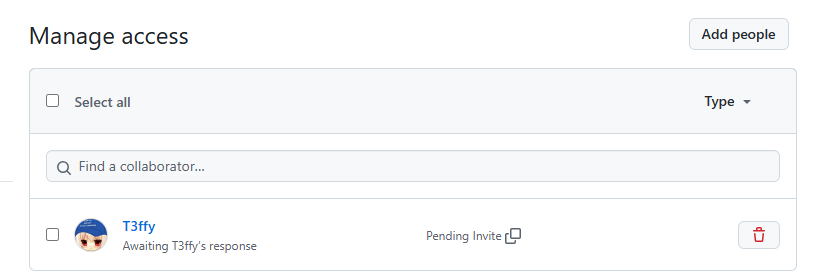 Manage access
Add people
Select all
Type
Find a collaborator...
T3ffy
Awaiting T3ffy's response
Pending Invite